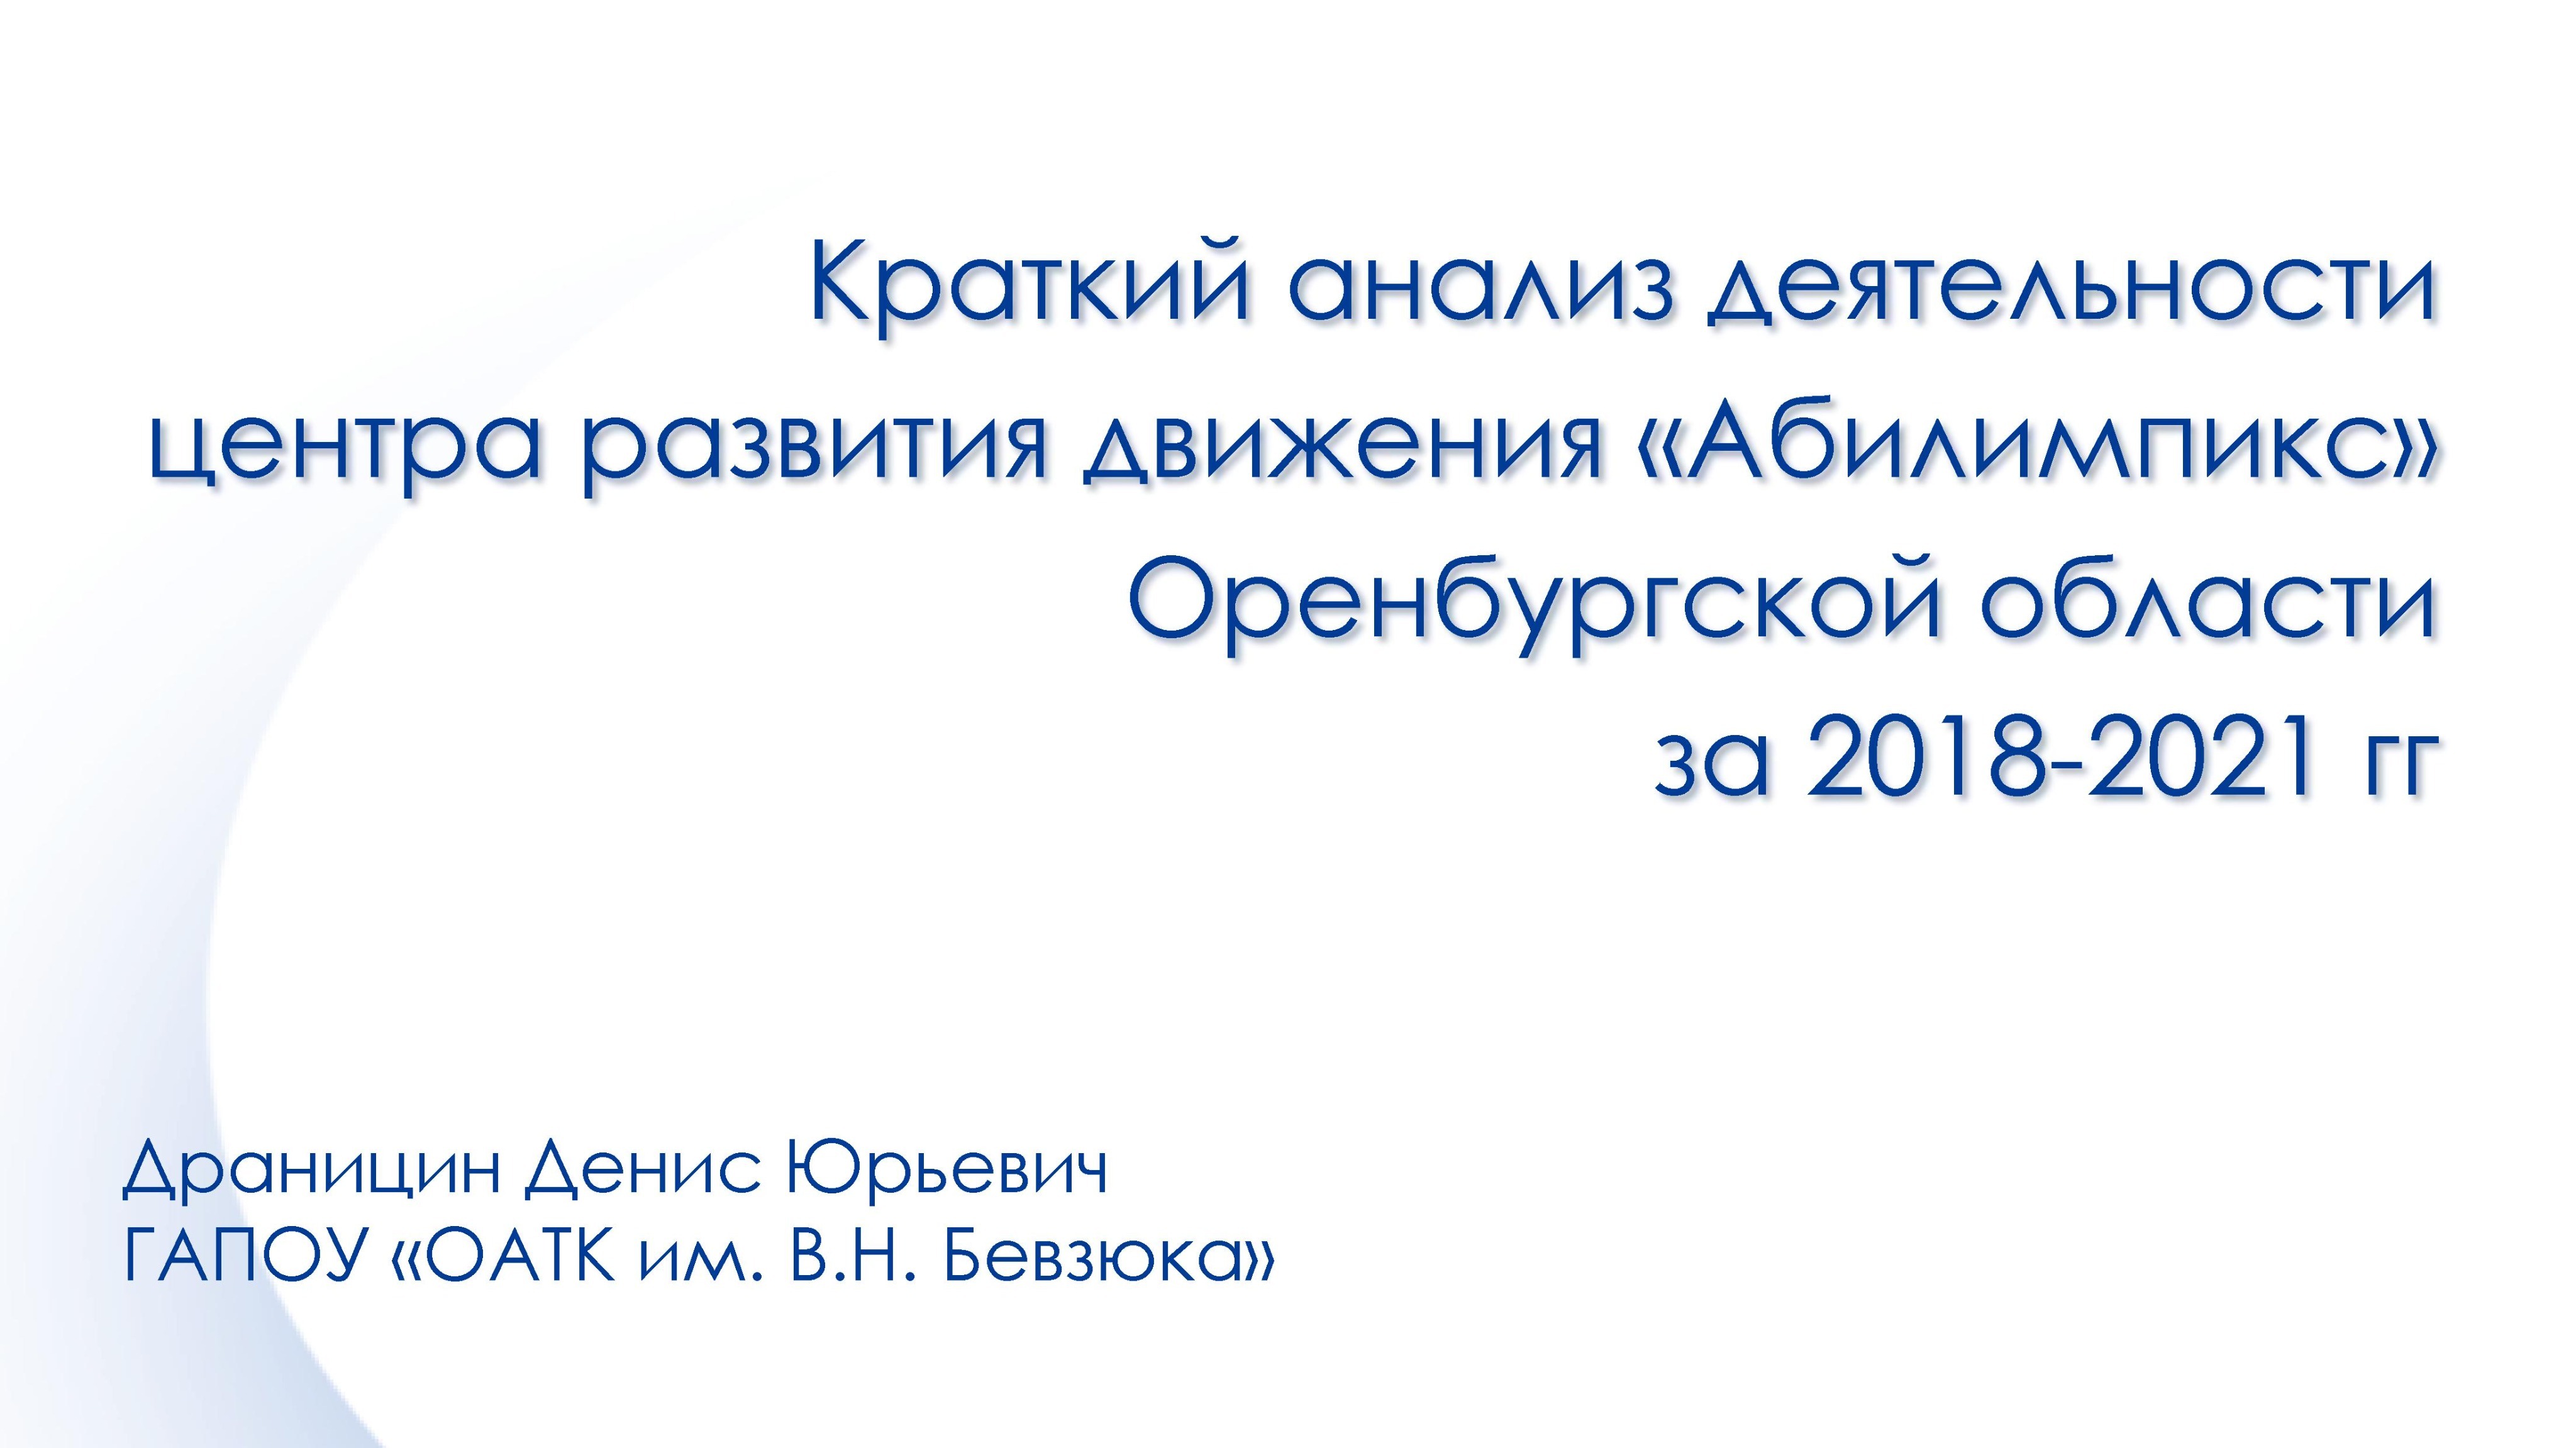 Краткий анализ деятельности
центра развития движения «Абилимпикс»
Оренбургской области
за 2018-2021 гг
Драницин Денис Юрьевич
ГАПОУ «ОАТК им. В.Н. Бевзюка»